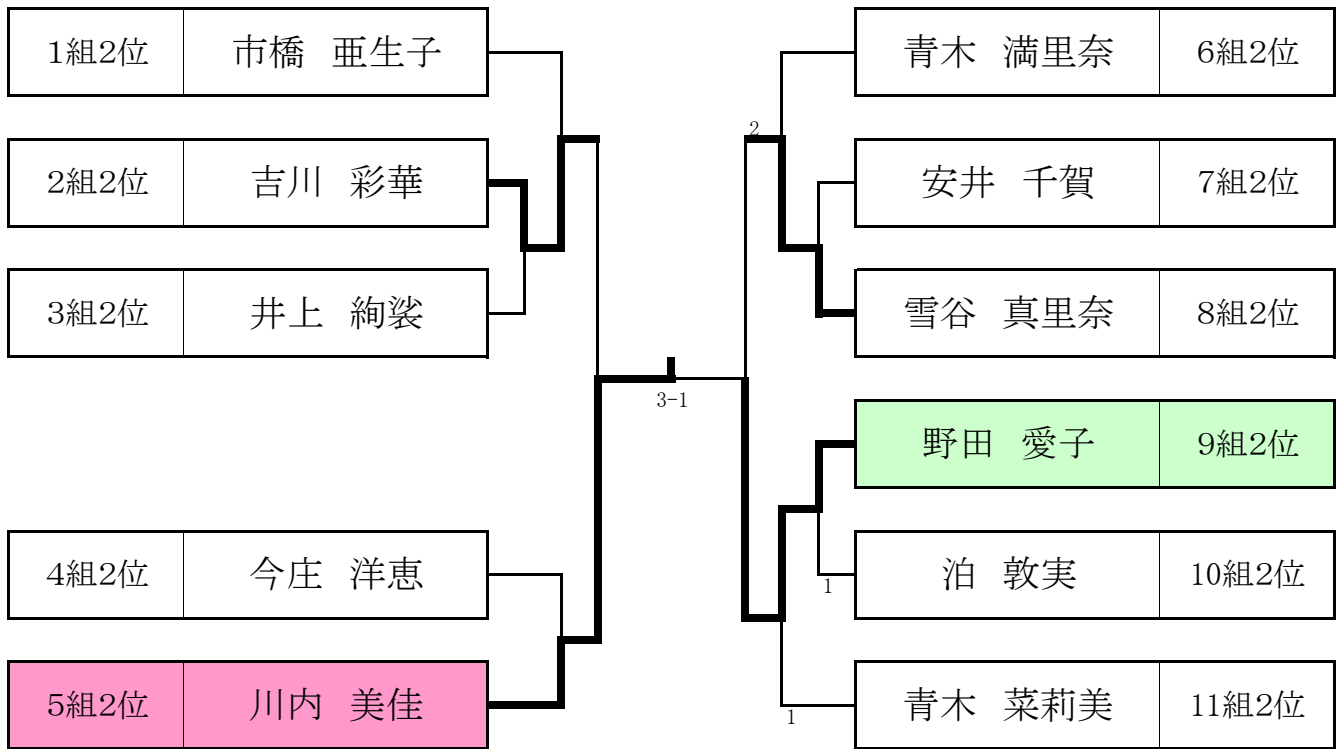 1組2位 市橋 亜生子
2組2位 吉川 彩華
3組2位 井上 絢裟
4組2位 今庄 洋恵
5組2位 川内 美佳
3-1
2
青木 満里奈 6組2位
安井 千賀 7組2位
雪谷 真里奈 8組2位
野田 愛子 9組2位
泊 敦実 10組2位
1
青木 菜莉美 11組2位
1